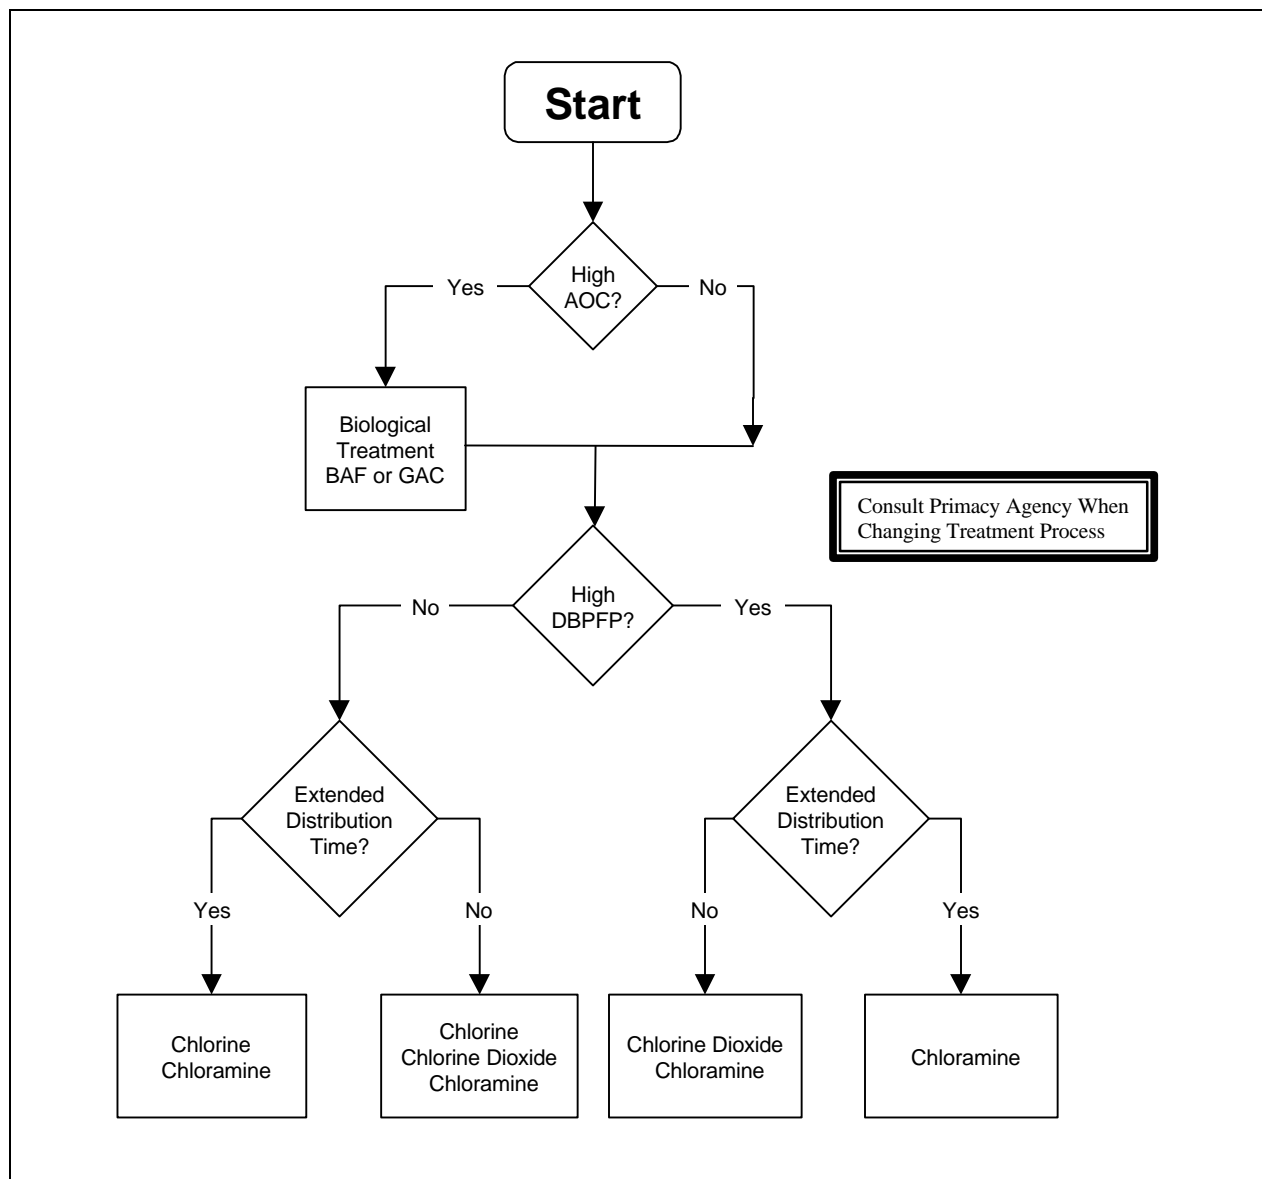 Start
High
AOC?
Yes
No
Biological
Treatment
BAF or GAC
Consult Primacy Agency When
Changing Treatment Process
High
DBPFP?
No
Yes
Extended
Distribution
Time?
Extended
Distribution
Time?
Yes
No
No
Yes
Chlorine
Chloramine
Chlorine
Chlorine Dioxide
Chloramine
Chlorine Dioxide
Chloramine
Chloramine